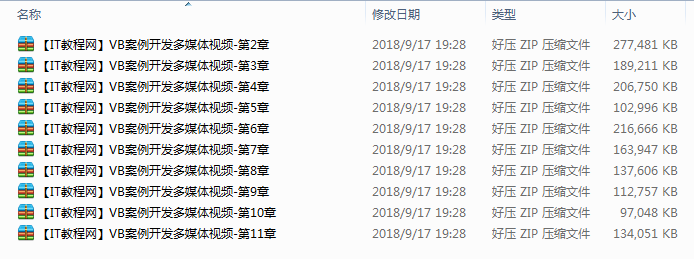 名称 修改日期 类型 大小
【IT教程网】VB案例开发多媒体视频-第2章 2018/9/17 19:28 好压 ZIP 压缩文件 277,481 KB
【IT教程网】VB案例开发多媒体视频-第3章 2018/9/17 19:28 好压 ZIP 压缩文件 189,211 KB
【IT教程网】VB案例开发多媒体视频-第4章 2018/9/17 19:28 好压 ZIP 压缩文件 206,750 KB
【IT教程网】VB案例开发多媒体视频-第5章 2018/9/17 19:28 好压 ZIP 压缩文件 102,996 KB
【IT教程网】VB案例开发多媒体视频-第6章 2018/9/17 19:28 好压 ZIP 压缩文件 216,666 KB
【IT教程网】VB案例开发多媒体视频-第7章 2018/9/17 19:28 好压 ZIP 压缩文件 163,947 KB
【IT教程网】VB案例开发多媒体视频-第8章 2018/9/17 19:28 好压 ZIP 压缩文件 137,606 KB
【IT教程网】VB案例开发多媒体视频-第9章 2018/9/17 19:28 好压 ZIP 压缩文件 112,757 KB
【IT教程网】VB案例开发多媒体视频-第10章 2018/9/17 19:28 好压 ZIP 压缩文件 97,048 KB
【IT教程网】VB案例开发多媒体视频-第11章 2018/9/17 19:28 好压 ZIP 压缩文件 134,051 KB